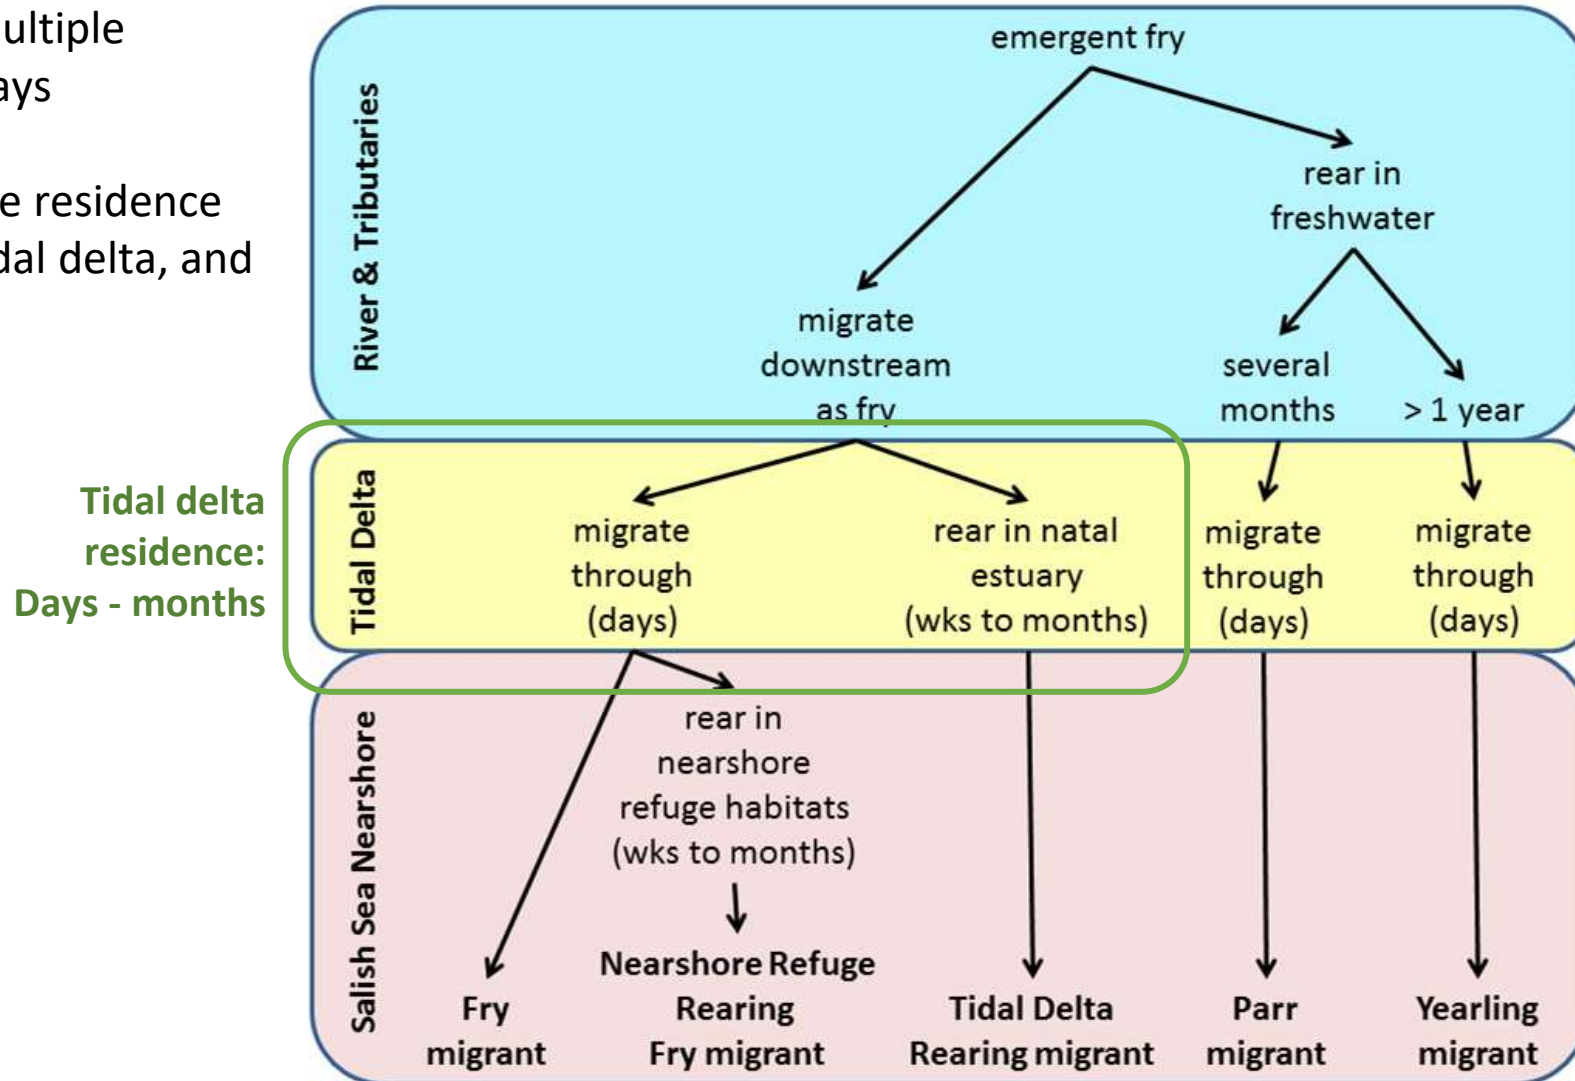 ultiple
ays
e residence
dal delta, and
River & Tributaries
emergent fry
rear in
freshwater
migrate
downstream
as fry
several
months
> 1 year
Tidal delta
residence:
Days - months
Tidal Delta
migrate
through
(days)
rear in natal
estuary
(wks to months)
migrate
through
(days)
migrate
through
(days)
Salish Sea Nearshore
rear in
nearshore
refuge habitats
(wks to months)
Fry
migrant
Nearshore Refuge
Rearing
Fry migrant
Tidal Delta
Rearing migrant
Parr
migrant
Yearling
migrant